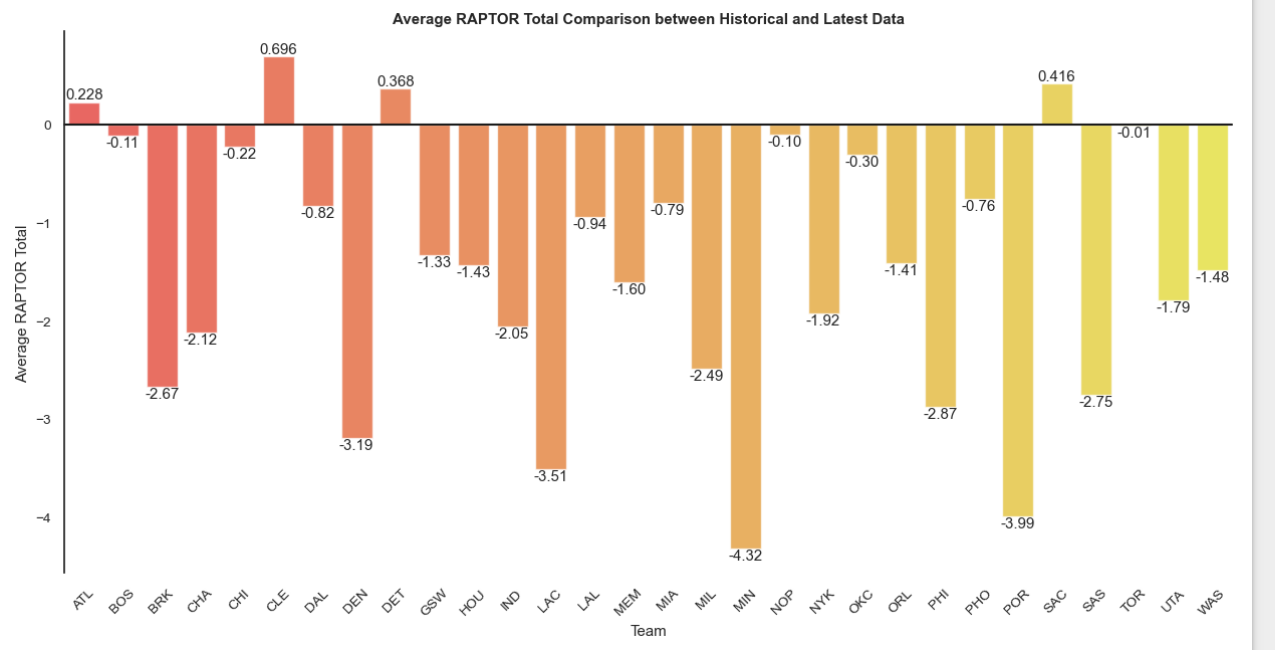 Average RAPTOR Total Comparison between Historical and Latest Data
Average RAPTOR Total
0
−1
−2
−3
−4
0.228
-0.11
-2.67
-2.12
-0.22
0.696
-0.82
-3.19
0.368
-1.33
-1.43
-2.05
-3.51
-0.94
-1.60
-0.79
-2.49
-4.32
-0.10
-1.92
-0.30
-1.41
-2.87
-0.76
-3.99
0.416
-2.75
-0.01
-1.79
-1.48
ATL
BOS
BRK
CHA
CHI
CLE
DAL
DEN
DET
GSW
HOU
IND
LAC
LAL
MEM
MIA
MIL
MIN
NOP
NYK
OKC
ORL
PHI
PHO
POR
SAC
SAS
TOR
UTA
WAS
Team